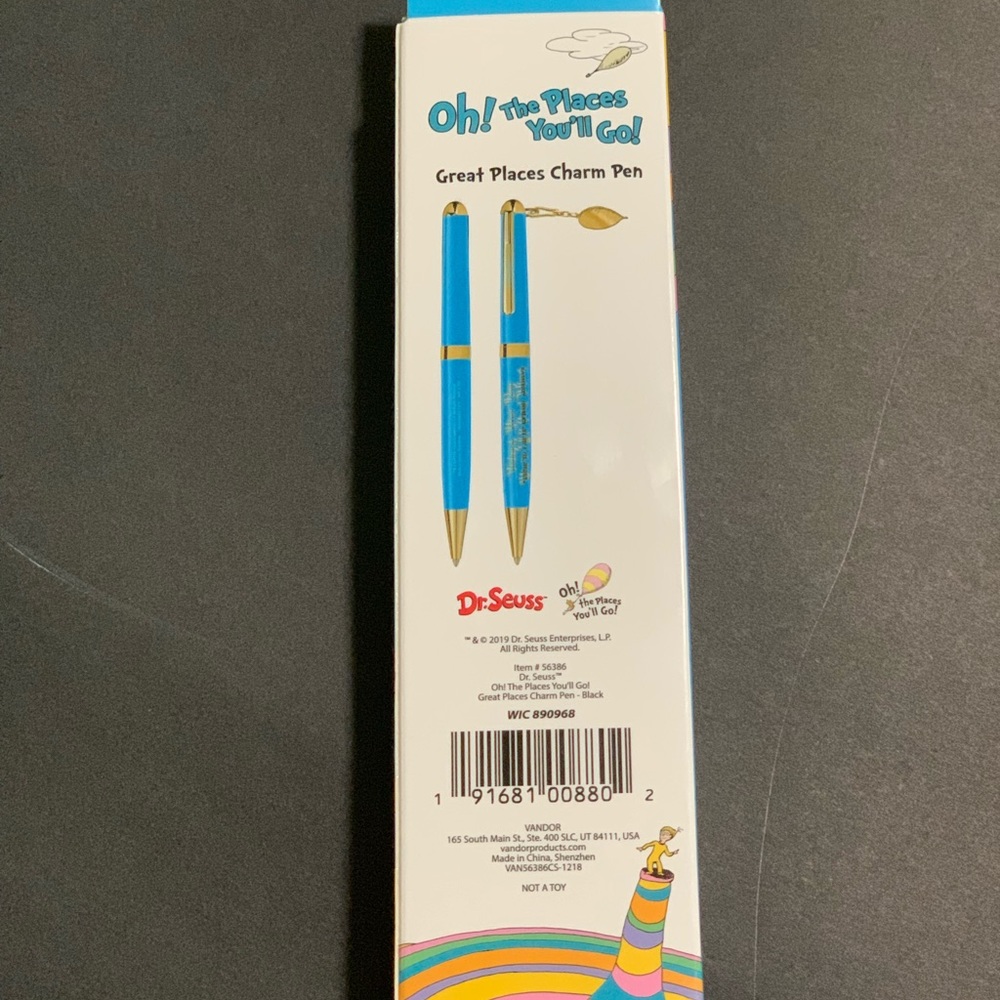 Oh! The Places
You'll Go!
Great Places Charm Pen
Dr. Seuss™
Oh!
the Places
You'll Go!
™ & © 2019 Dr. Seuss Enterprises, L.P.
All Rights Reserved.
Item # 56386
Dr. Seuss™
Oh! The Places You'll Go!
Great Places Charm Pen - Black
WIC 890968
1 91681 00880 2
VANDOR
165 South Main St., Ste. 400 SLC, UT 84111, USA
vandorproducts.com
Made in China, Shenzhen
VAN56386CS-1218
NOT A TOY